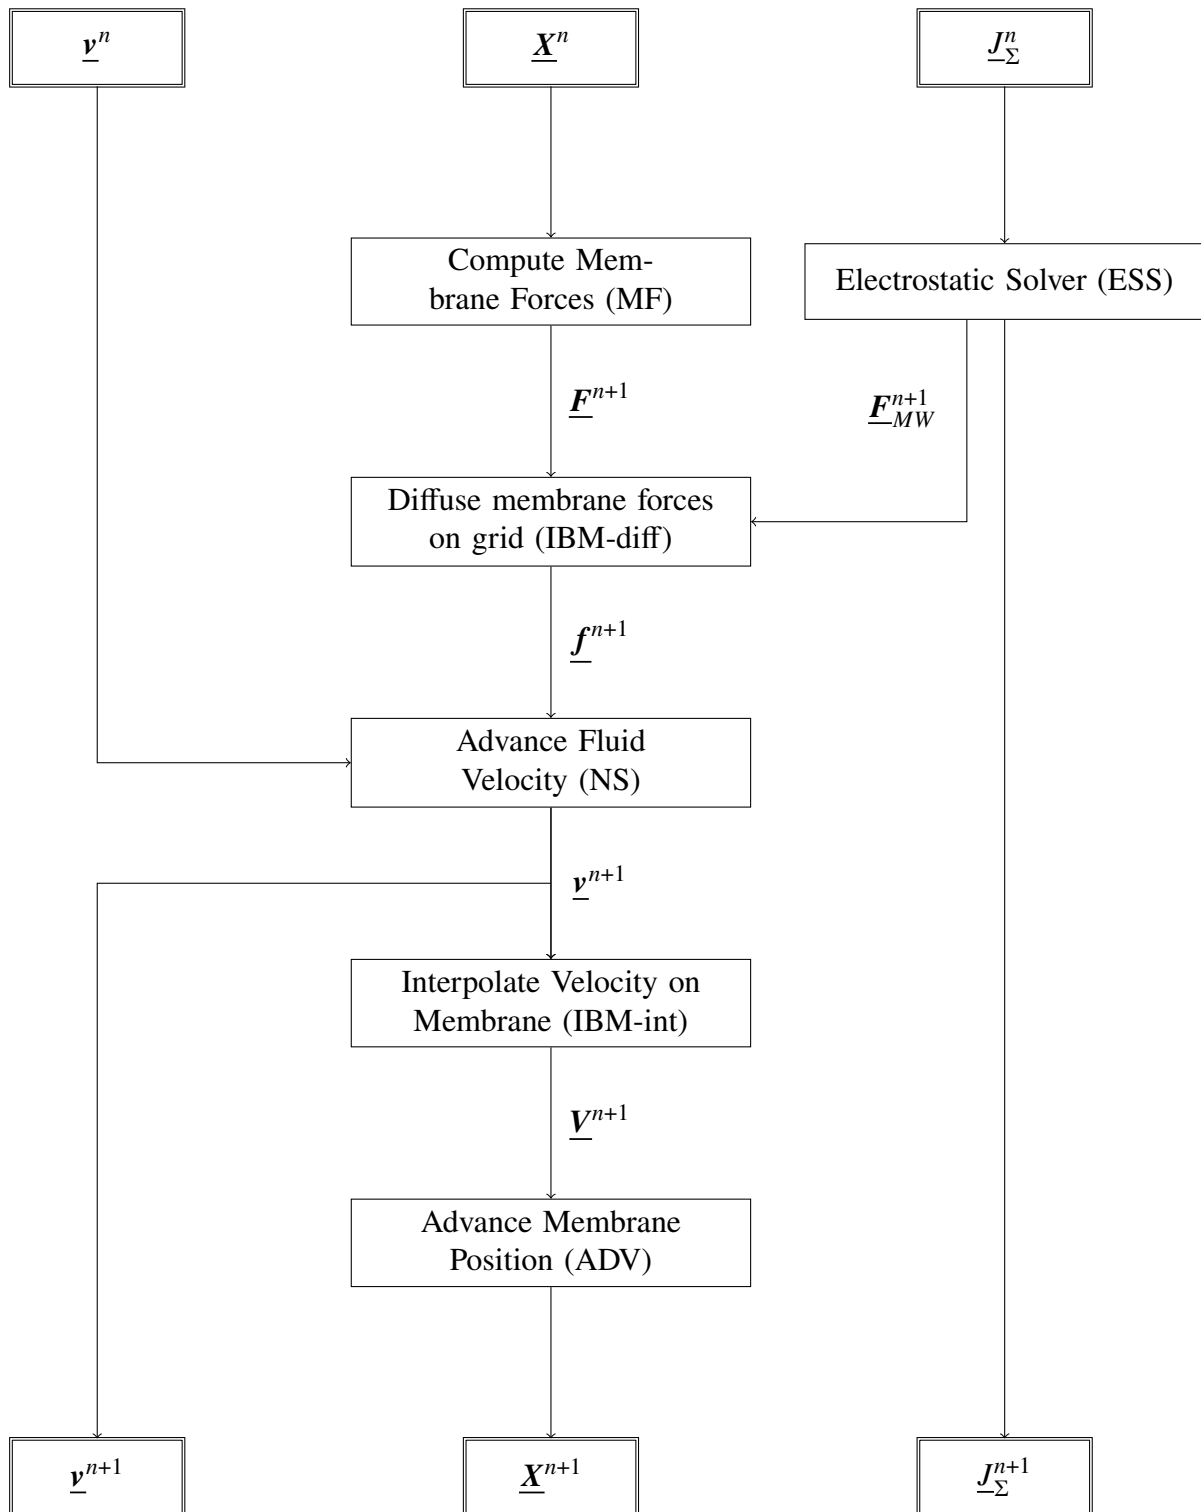 v^n
X^n
J_Σ^n
Compute Mem-
brane Forces (MF)
Electrostatic Solver (ESS)
F^{n+1}
F_{MW}^{n+1}
Diffuse membrane forces
on grid (IBM-diff)
f^{n+1}
Advance Fluid
Velocity (NS)
v^{n+1}
Interpolate Velocity on
Membrane (IBM-int)
V^{n+1}
Advance Membrane
Position (ADV)
v^{n+1}
X^{n+1}
J_Σ^{n+1}